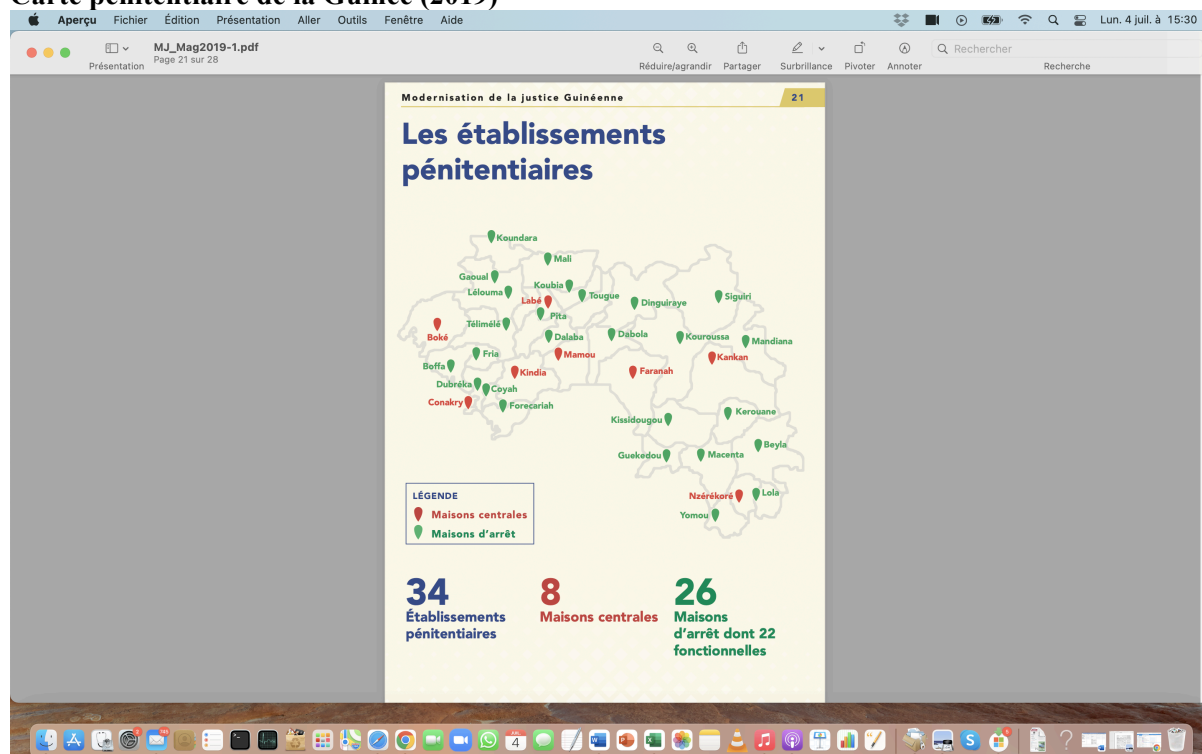 Carte pénitentiaire de la Guinée (2019)
Aperçu Fichier Édition Présentation Aller Outils Fenêtre Aide
Lun. 4 juil. à 15:30
MJ_Mag2019-1.pdf
Page 21 sur 28
Présentation
Réduire/agrandir Partager Surbrillance Pivoter Annoter
Rechercher
Recherche
Modernisation de la justice Guinéenne
21
Les établissements
pénitentiaires
Koundara
Mali
Gaoual
Koubia
Lélouma
Labé
Tougue
Dinguiraye
Siguiri
Pita
Boké
Télimélé
Dalaba
Dabola
Kouroussa
Mandiana
Fria
Mamou
Kankan
Boffa
Kindia
Faranah
Dubréka
Coyah
Conakry
Forecariah
Kissidougou
Kerouane
Beyla
Guekedou
Macenta
Nzérékoré
Lola
Yomou
LÉGENDE
Maisons centrales
Maisons d'arrêt
34
Établissements
pénitentiaires
8
Maisons centrales
26
Maisons
d'arrêt dont 22
fonctionnelles
4